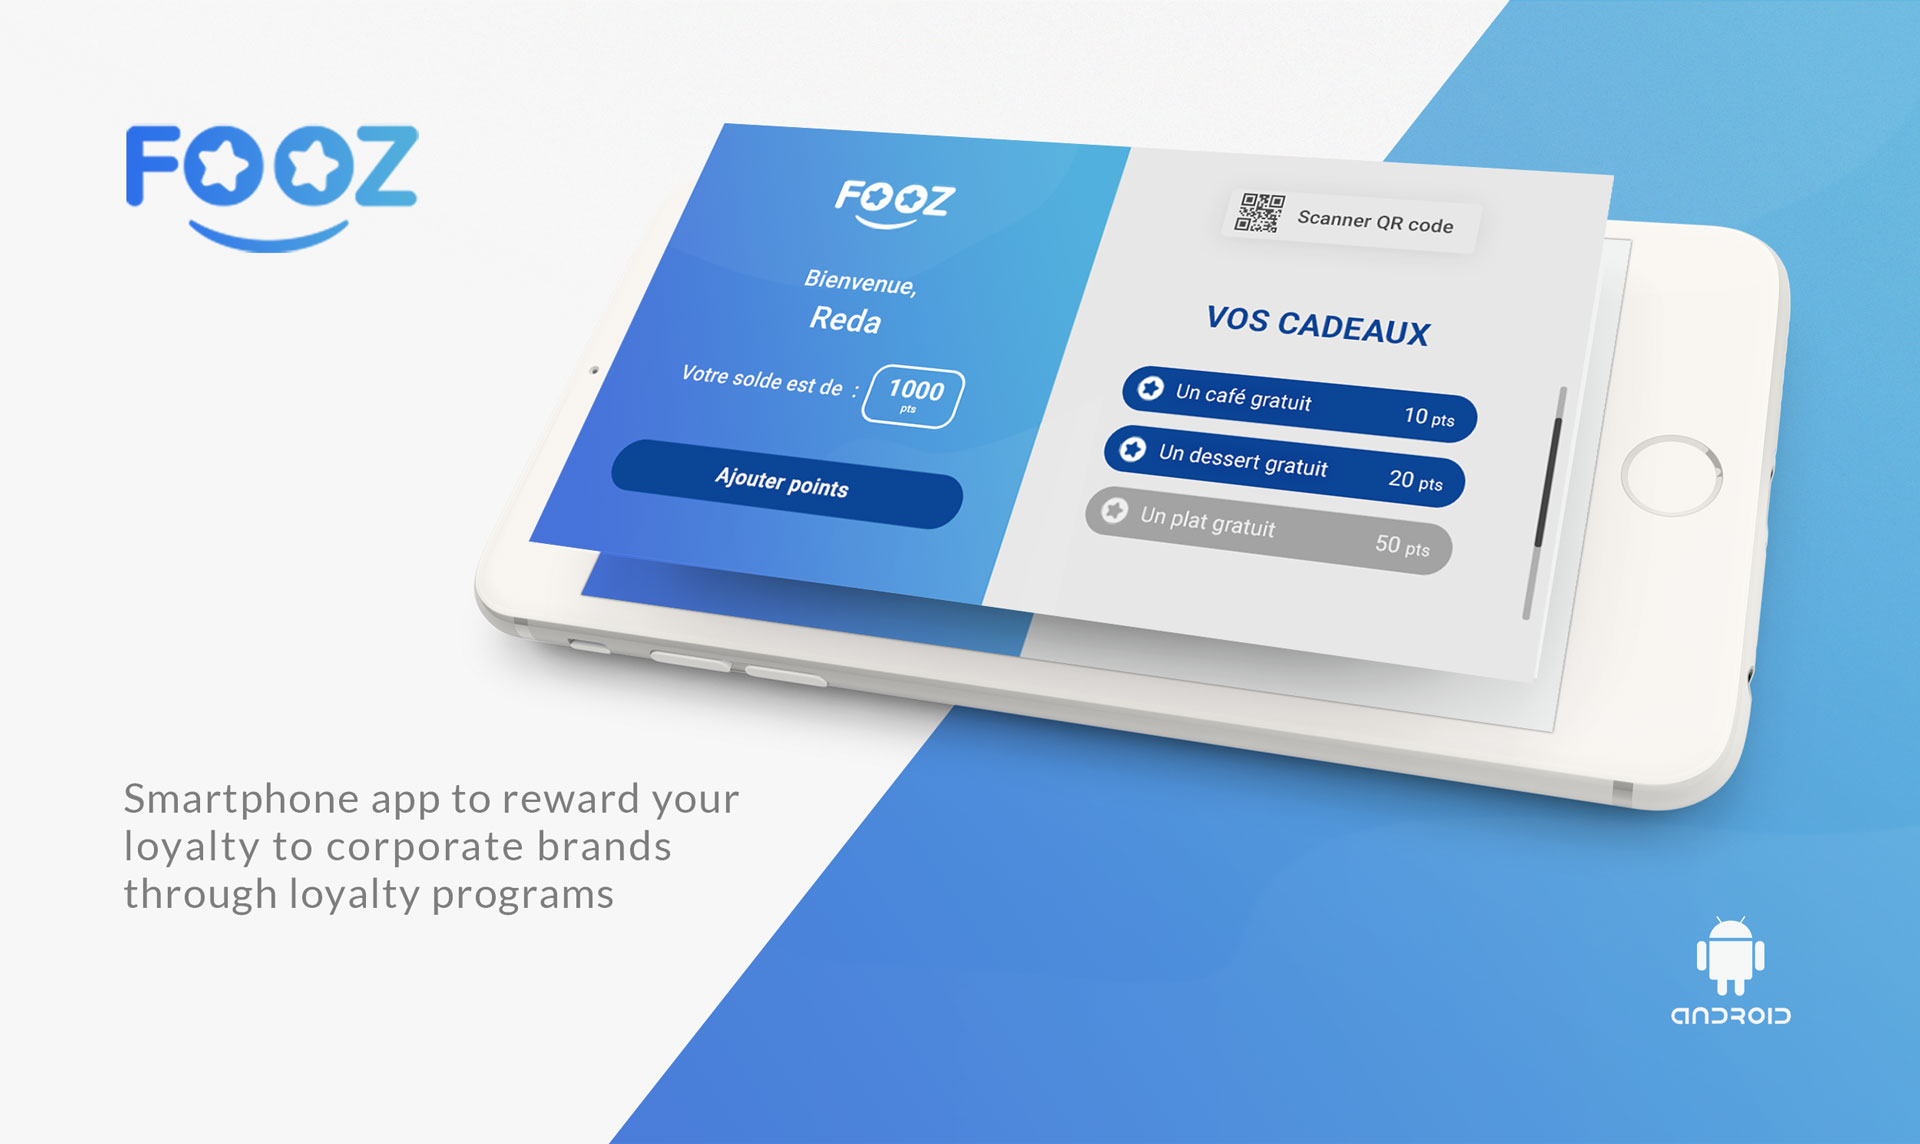 FOOZ
FOOZ
Bienvenue,
Reda
Votre solde est de : 1000 pts
Ajouter points
Scanner QR code
VOS CADEAUX
Un café gratuit 10 pts
Un dessert gratuit 20 pts
Un plat gratuit 50 pts
Smartphone app to reward your
loyalty to corporate brands
through loyalty programs
ANDROID